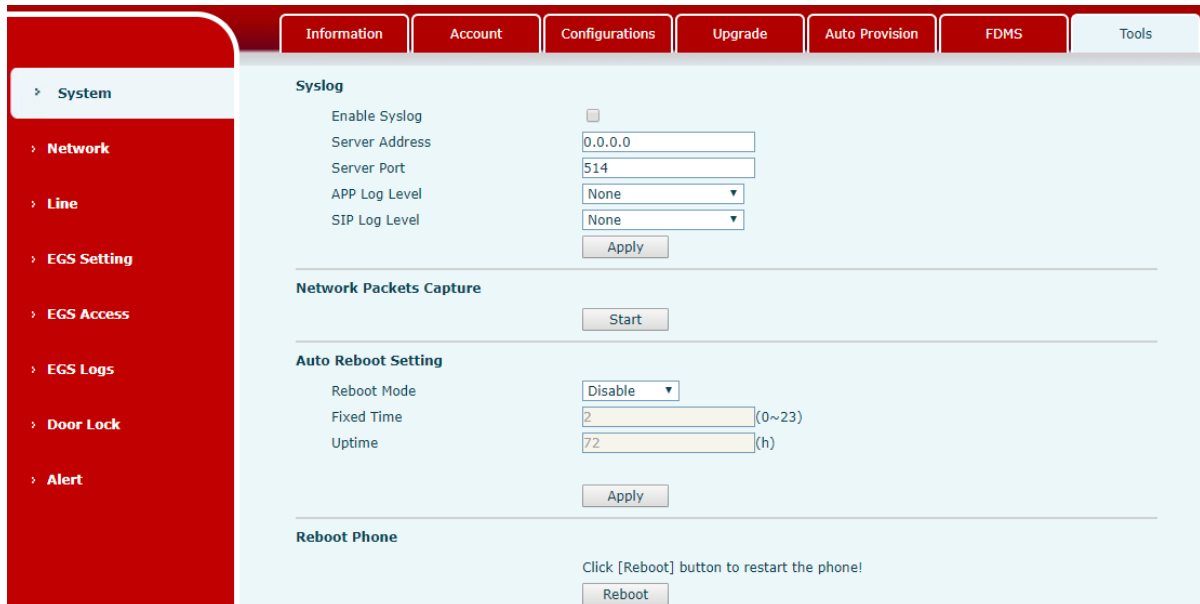 Information Account Configurations Upgrade Auto Provision FDMS Tools
System
Network
Line
EGS Setting
EGS Access
EGS Logs
Door Lock
Alert
Syslog
Enable Syslog
Server Address 0.0.0.0
Server Port 514
APP Log Level None
SIP Log Level None
Apply
Network Packets Capture
Start
Auto Reboot Setting
Reboot Mode Disable
Fixed Time 2 (0~23)
Uptime 72 (h)
Apply
Reboot Phone
Click [Reboot] button to restart the phone!
Reboot